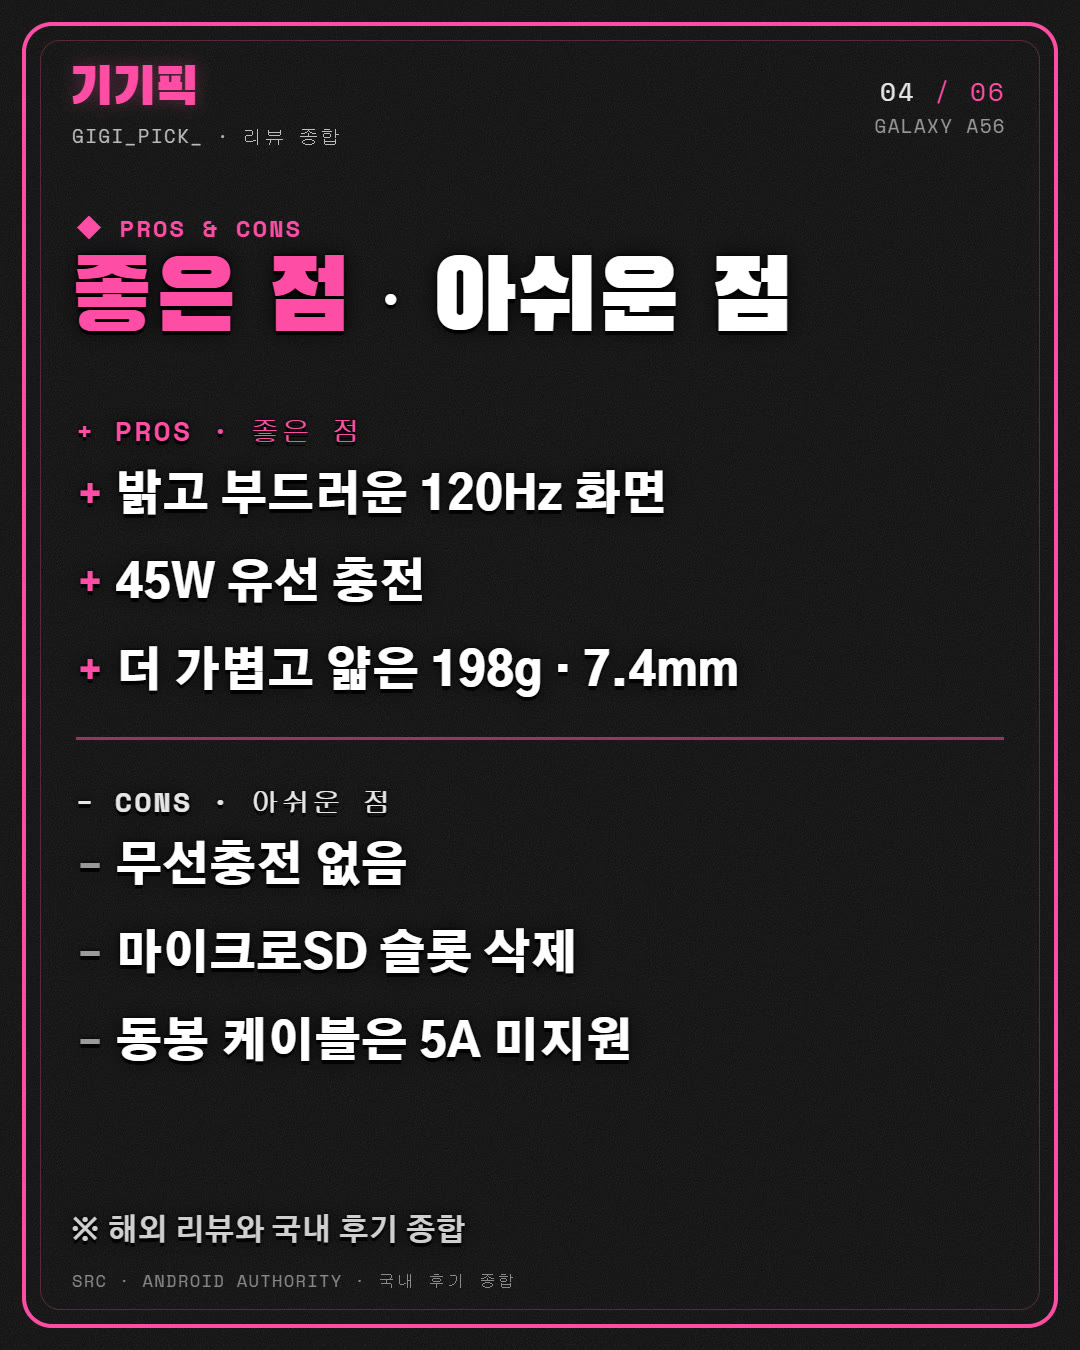 기기픽
GIGI_PICK_ · 리뷰 종합
04 / 06
GALAXY A56
◆ PROS & CONS
좋은 점 · 아쉬운 점
+ PROS · 좋은 점
+ 밝고 부드러운 120Hz 화면
+ 45W 유선 충전
+ 더 가볍고 얇은 198g · 7.4mm
- CONS · 아쉬운 점
- 무선충전 없음
- 마이크로SD 슬롯 삭제
- 동봉 케이블은 5A 미지원
※ 해외 리뷰와 국내 후기 종합
SRC · ANDROID AUTHORITY · 국내 후기 종합